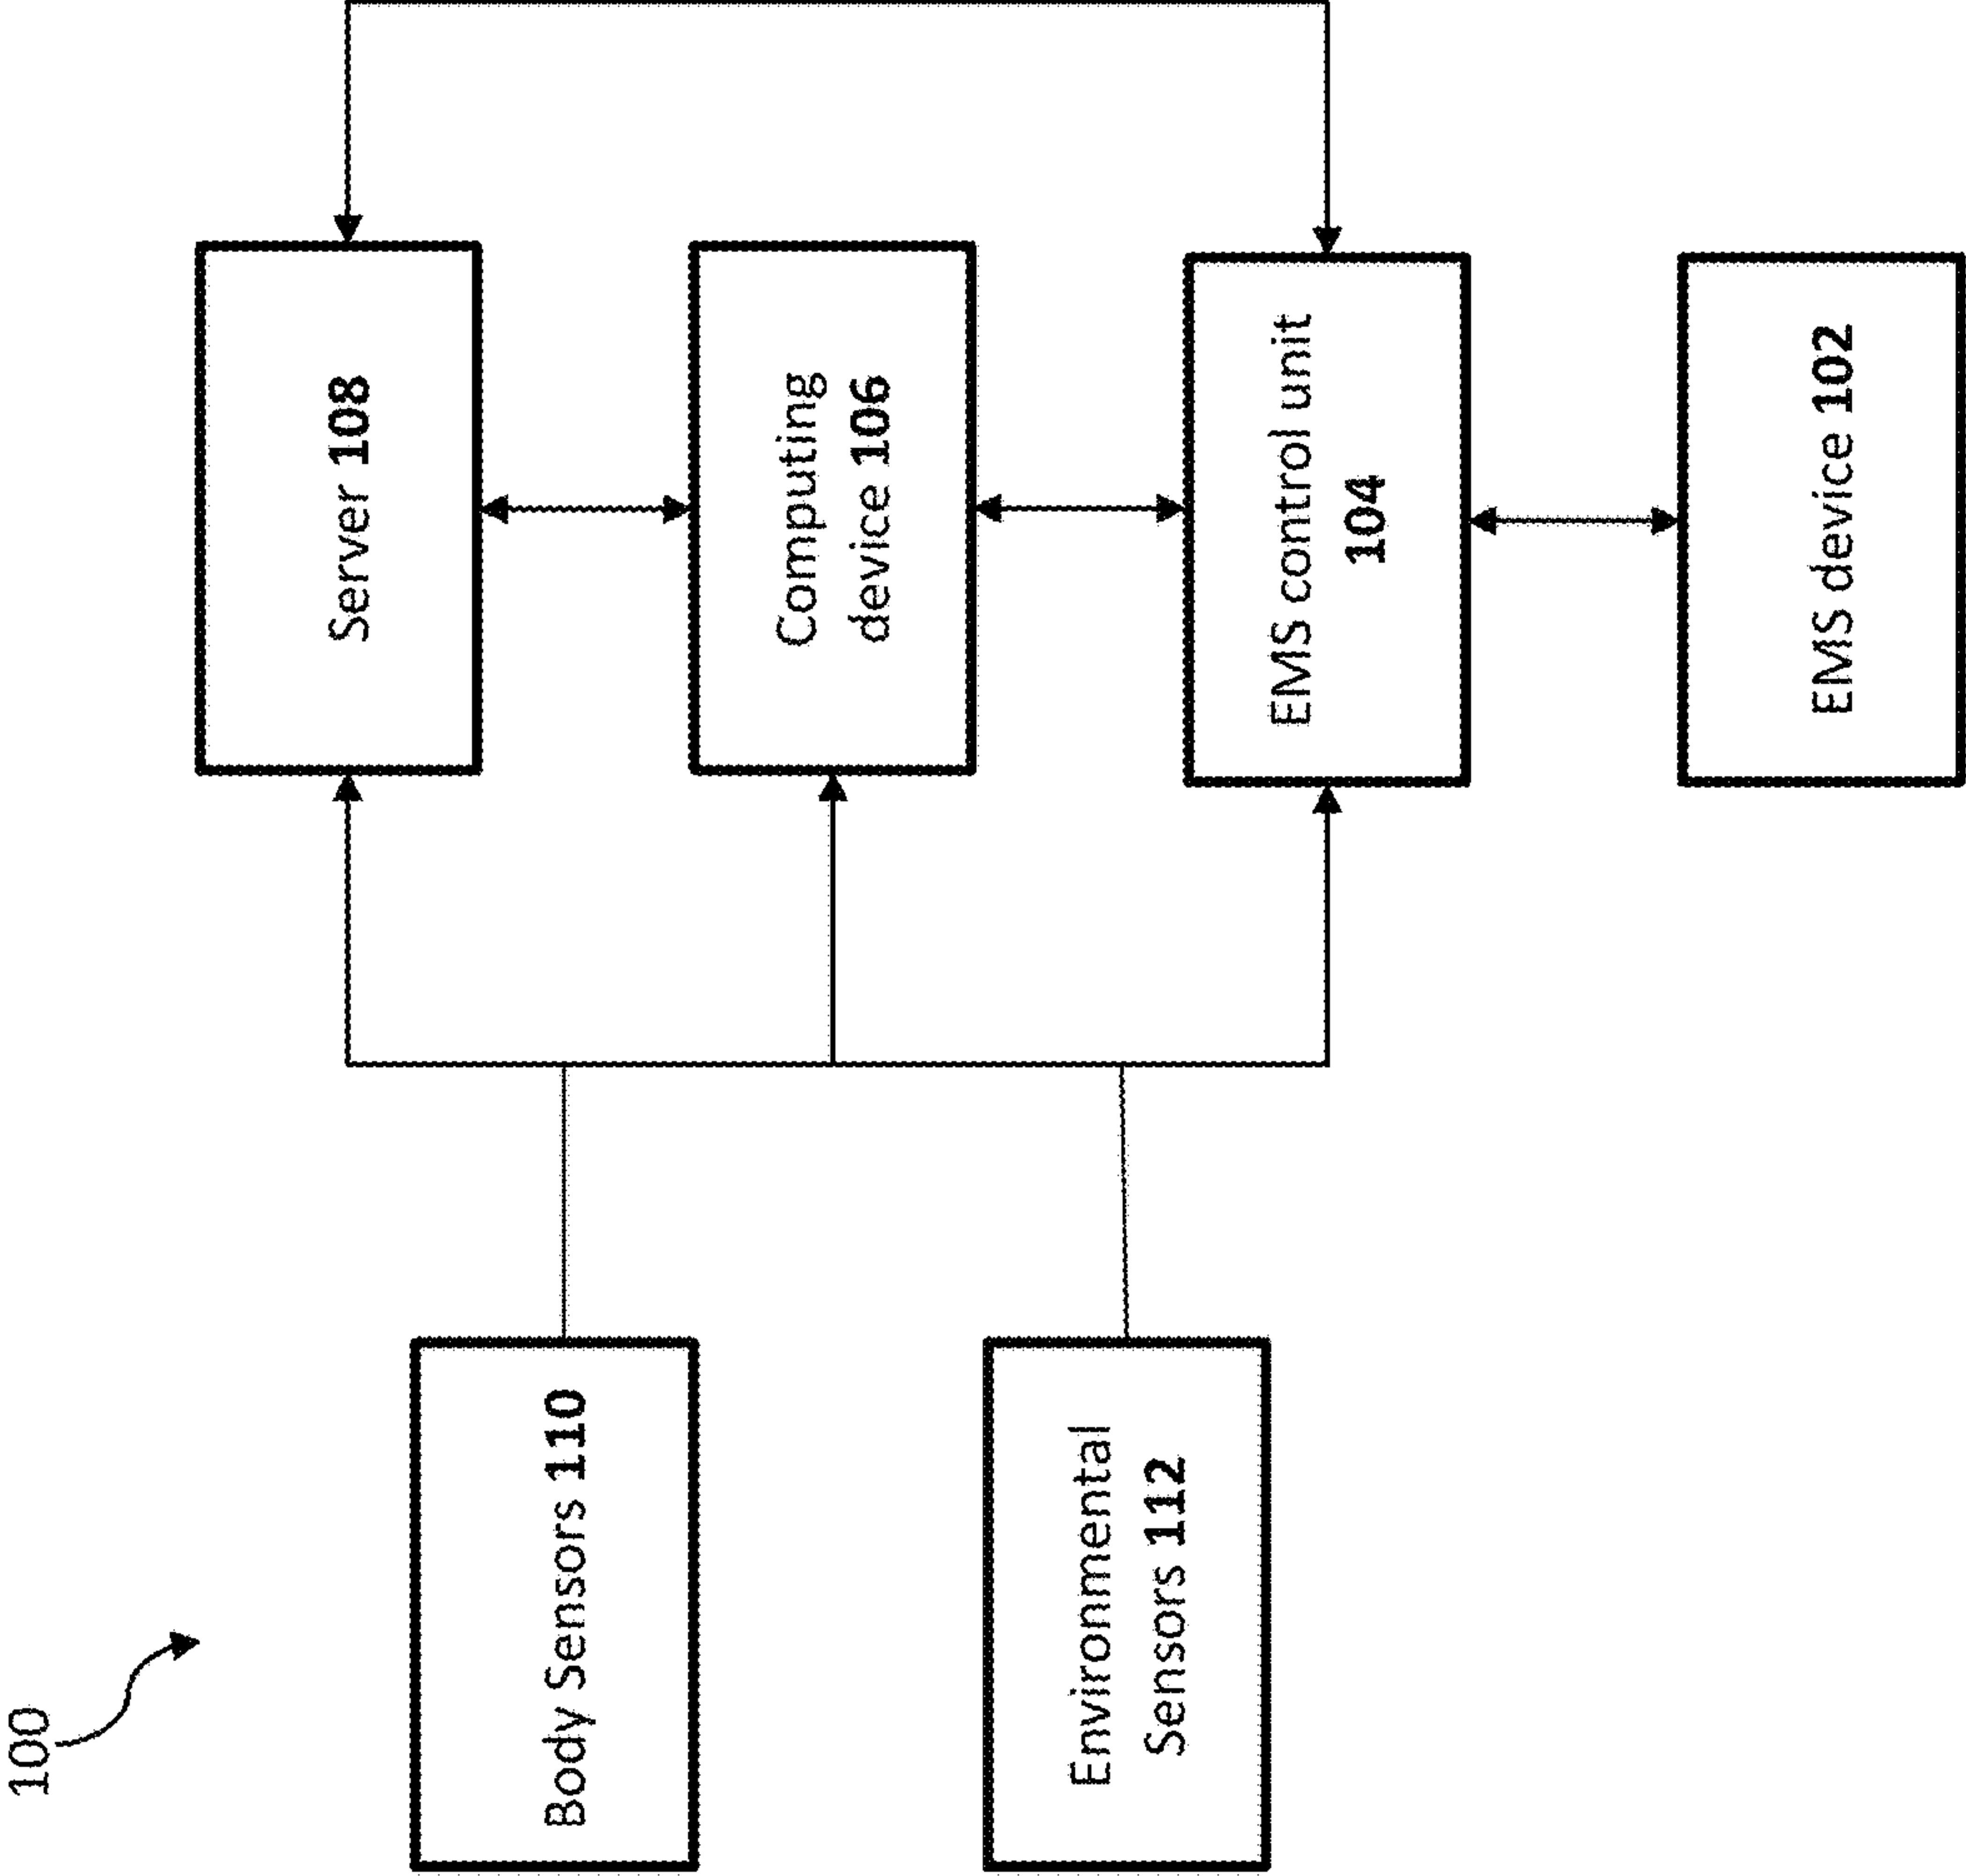 100
Body Sensors 110
Environmental
Sensors 112
Server 108
Computing
device 106
EMS control unit
104
EMS device 102